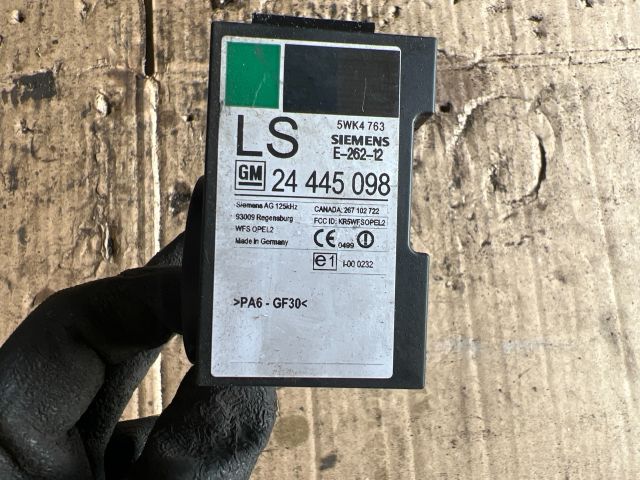 LS
5WK4 763
SIEMENS
E-262-12
GM 24 445 098
Siemens AG 125kHz
93009 Regensburg
WFS OPEL2
Made in Germany
CANADA: 267 102 722
FCC ID: KR5WFSOPEL2
CE 0499
e1 I-00 0232
>PA6 - GF30<